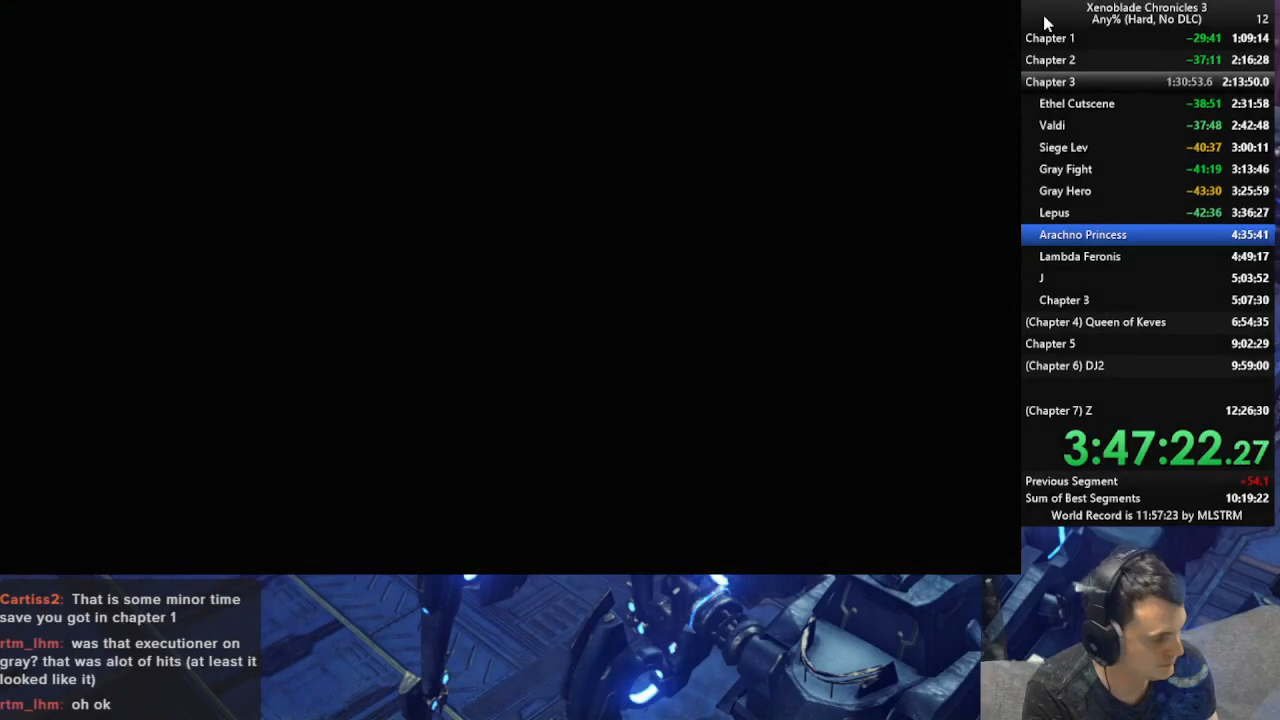 Xenoblade Chronicles 3
Any% (Hard, No DLC) 12
Chapter 1 −29:41 1:09:14
Chapter 2 −37:11 2:16:28
Chapter 3 1:30:53.6 2:13:50.0
Ethel Cutscene −38:51 2:31:58
Valdi −37:48 2:42:48
Siege Lev −40:37 3:00:11
Gray Fight −41:19 3:13:46
Gray Hero −43:30 3:25:59
Lepus −42:36 3:36:27
Arachno Princess 4:35:41
Lambda Feronis 4:49:17
J 5:03:52
Chapter 3 5:07:30
(Chapter 4) Queen of Keves 6:54:35
Chapter 5 9:02:29
(Chapter 6) DJ2 9:59:00
(Chapter 7) Z 12:26:30
3:47:22.27
Previous Segment +54.1
Sum of Best Segments 10:19:22
World Record is 11:57:23 by MLSTRM
Cartiss2: That is some minor time
save you got in chapter 1
rtm_lhm: was that executioner on
gray? that was alot of hits (at least it
looked like it)
rtm_lhm: oh ok